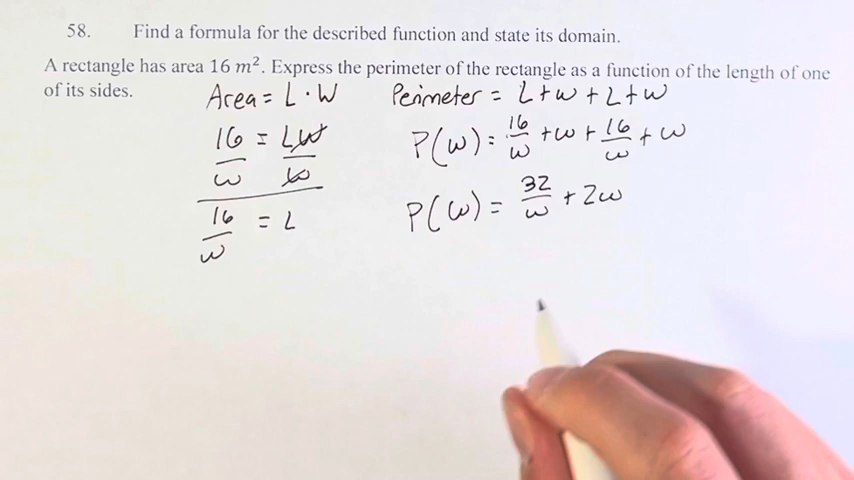 58. Find a formula for the described function and state its domain.
A rectangle has area 16 m². Express the perimeter of the rectangle as a function of the length of one
of its sides.
Area = L · W
16/w = Lw/w
16/w = L
Perimeter = L + w + L + w
P(w) = 16/w + w + 16/w + w
P(w) = 32/w + 2w